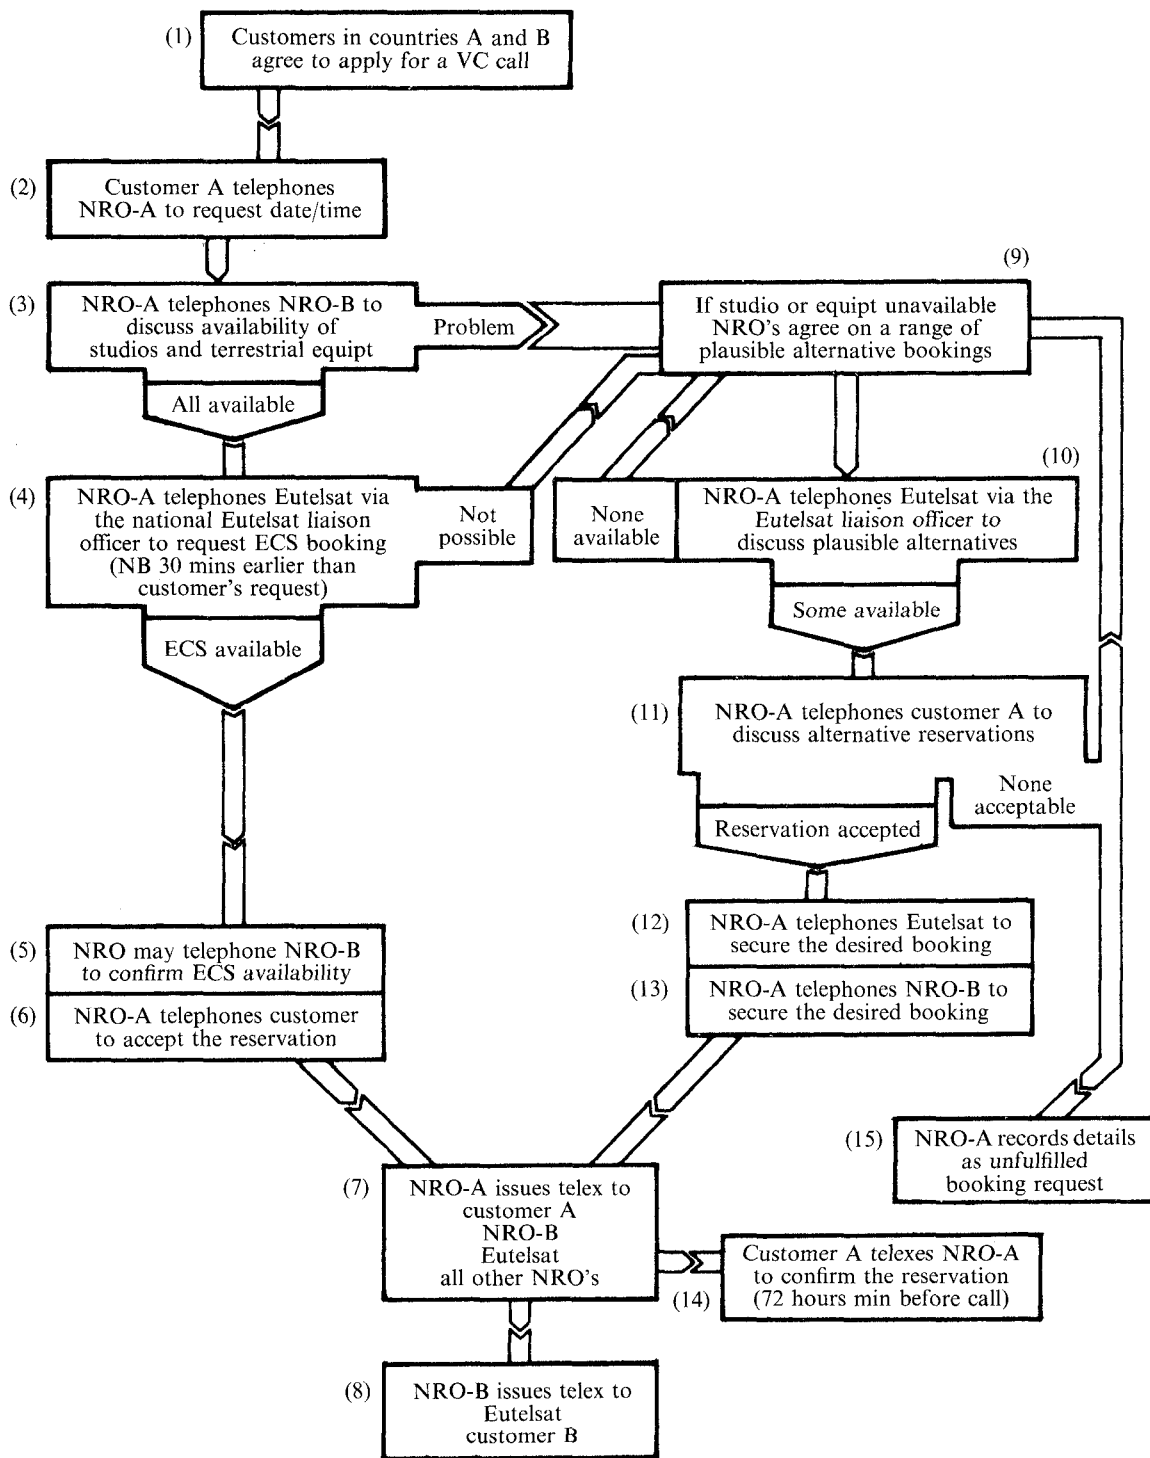 (1)
Customers in countries A and B
agree to apply for a VC call
(2)
Customer A telephones
NRO-A to request date/time
(3)
NRO-A telephones NRO-B to
discuss availability of
studios and terrestrial equipt
Problem
All available
(4)
NRO-A telephones Eutelsat via
the national Eutelsat liaison
officer to request ECS booking
(NB 30 mins earlier than
customer's request)
Not
possible
ECS available
(5)
NRO may telephone NRO-B
to confirm ECS availability
(6)
NRO-A telephones customer
to accept the reservation
(9)
If studio or equipt unavailable
NRO's agree on a range of
plausible alternative bookings
(10)
NRO-A telephones Eutelsat via the
Eutelsat liaison officer to
discuss plausible alternatives
None
available
Some available
(11)
NRO-A telephones customer A to
discuss alternative reservations
None
acceptable
Reservation accepted
(12)
NRO-A telephones Eutelsat to
secure the desired booking
(13)
NRO-A telephones NRO-B to
secure the desired booking
(15)
NRO-A records details
as unfulfilled
booking request
(7)
NRO-A issues telex to
customer A
NRO-B
Eutelsat
all other NRO's
(14)
Customer A telexes NRO-A
to confirm the reservation
(72 hours min before call)
(8)
NRO-B issues telex to
Eutelsat
customer B